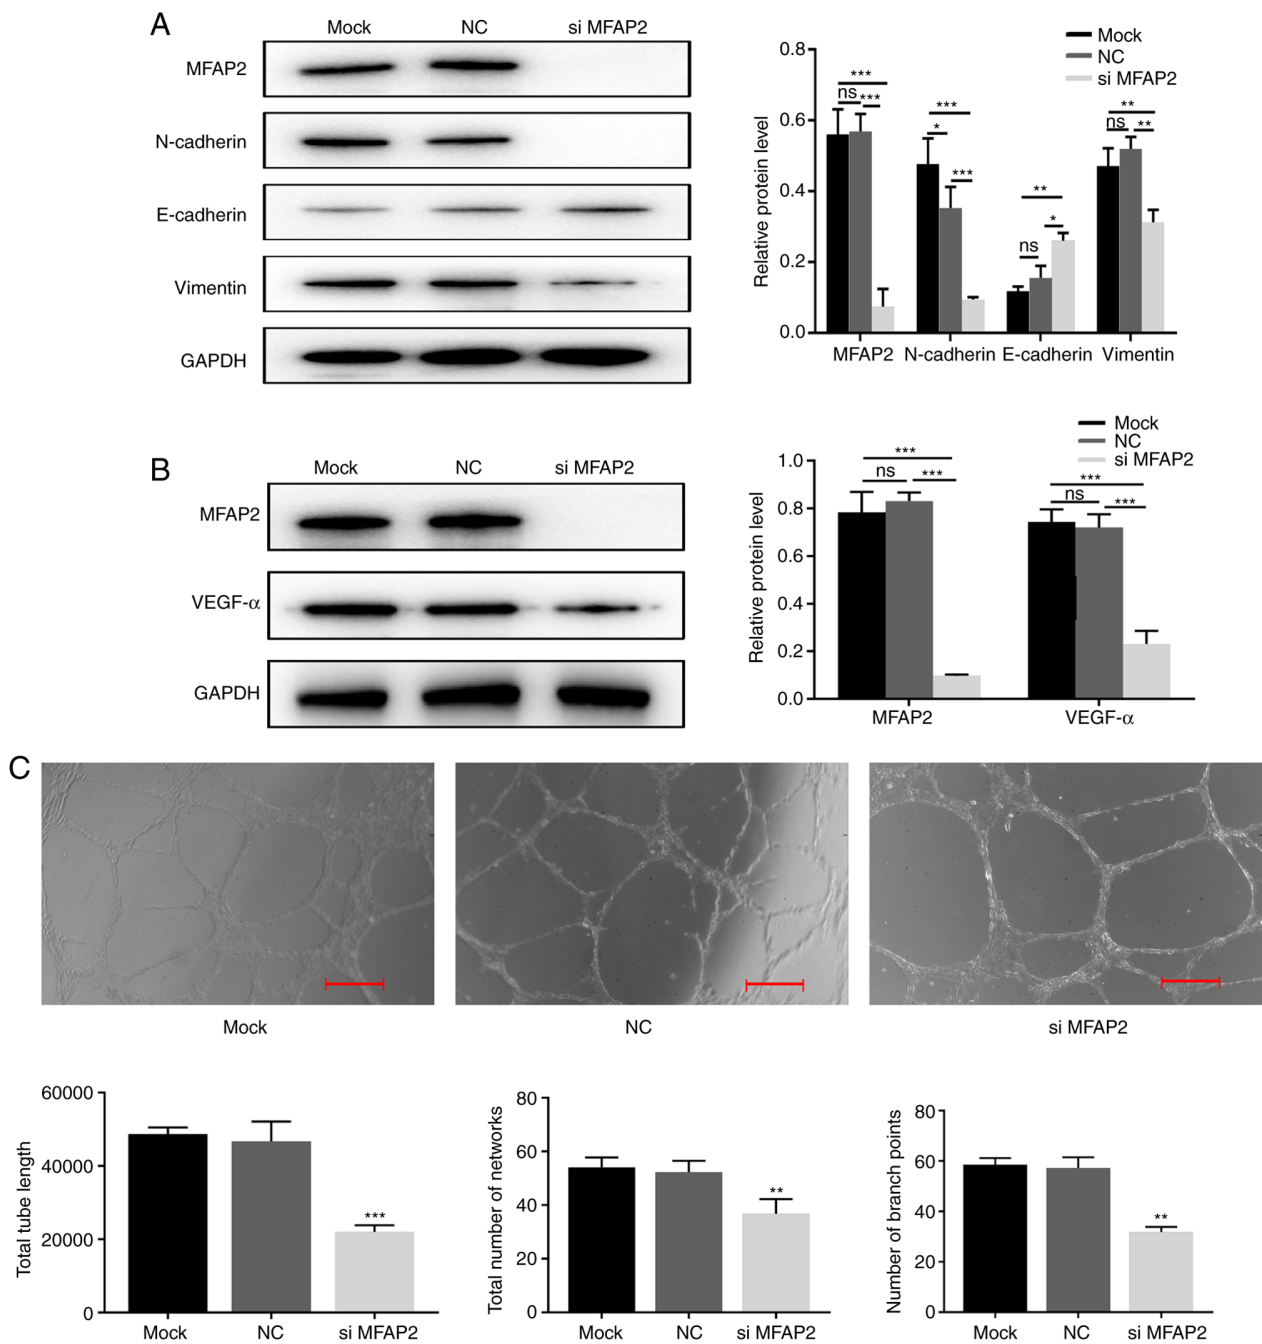 A
Mock NC si MFAP2
MFAP2
N-cadherin
E-cadherin
Vimentin
GAPDH
Mock
NC
si MFAP2
Relative protein level
0.8
0.6
0.4
0.2
0.0
***
ns ***
***
*
***
**
ns *
**
ns **
MFAP2 N-cadherin E-cadherin Vimentin
B
Mock NC si MFAP2
MFAP2
VEGF-α
GAPDH
Mock
NC
si MFAP2
Relative protein level
1.0
0.8
0.6
0.4
0.2
0.0
***
ns ***
***
ns ***
MFAP2 VEGF-α
C
Mock NC si MFAP2
Total tube length
60000
40000
20000
0
***
Mock NC si MFAP2
Total number of networks
80
60
40
20
0
**
Mock NC si MFAP2
Number of branch points
80
60
40
20
0
**
Mock NC si MFAP2